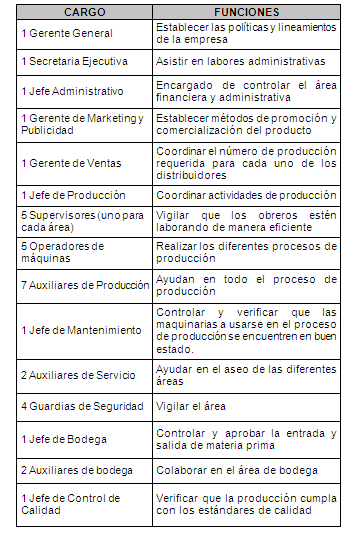 CARGO FUNCIONES
1 Gerente General
Establecer las políticas y lineamientos
de la empresa
1 Secretaria Ejecutiva
Asistir en labores administrativas
1 Jefe Administrativo
Encargado de controlar el área
financiera y administrativa
1 Gerente de Marketing y
Publicidad
Establecer métodos de promoción y
comercialización del producto
1 Gerente de Ventas
Coordinar el número de producción
requerida para cada uno de los
distribuidores
1 Jefe de Producción
Coordinar actividades de producción
5 Supervisores (uno para
cada área)
Vigilar que los obreros estén
laborando de manera eficiente
5 Operadores de
máquinas
Realizar los diferentes procesos de
producción
7 Auxiliares de Producción
Ayudan en todo el proceso de
producción
1 Jefe de Mantenimiento
Controlar y verificar que las
maquinarias a usarse en el proceso
de producción se encuentren en buen
estado.
2 Auxiliares de Servicio
Ayudar en el aseo de las diferentes
áreas
4 Guardias de Seguridad
Vigilar el área
1 Jefe de Bodega
Controlar y aprobar la entrada y
salida de materia prima
2 Auxiliares de bodega
Colaborar en el área de bodega
1 Jefe de Control de
Calidad
Verificar que la producción cumpla
con los estándares de calidad